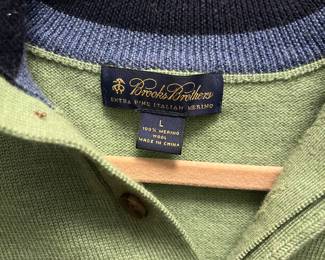 Brooks Brothers
EXTRA FINE ITALIAN MERINO
L
100% MERINO
WOOL
MADE IN CHINA